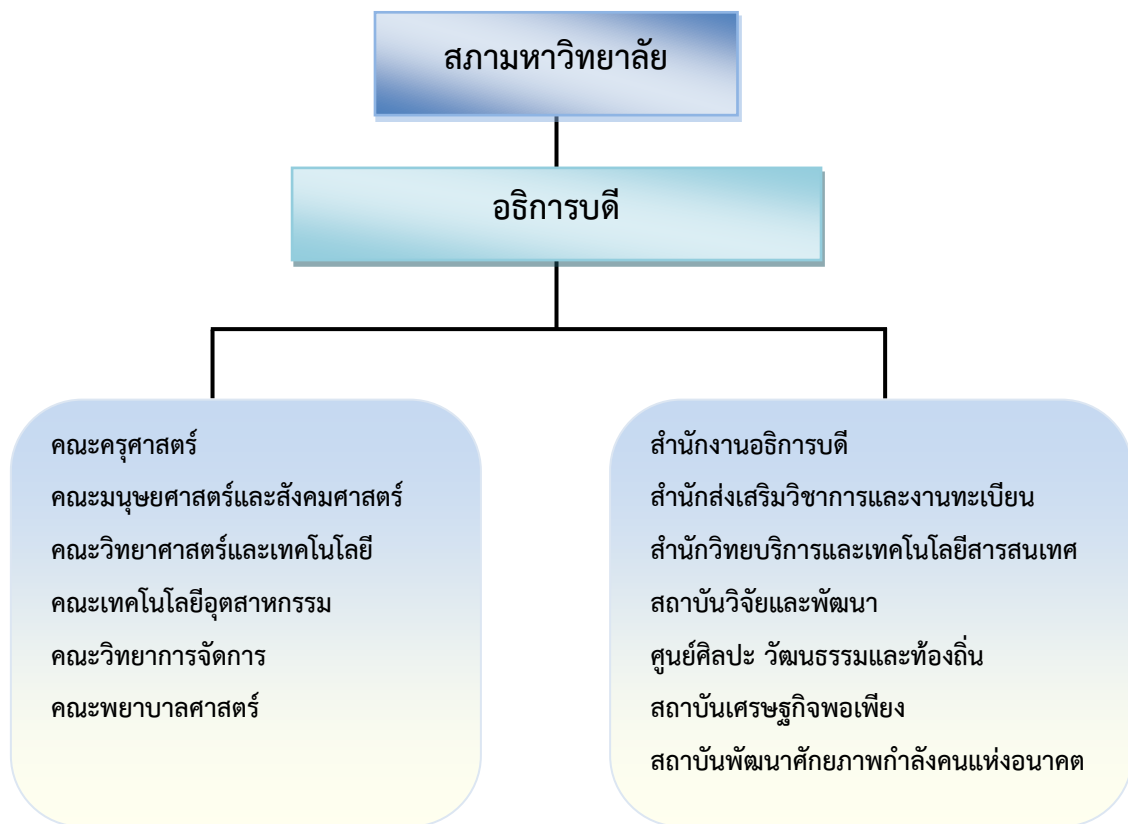 สภามหาวิทยาลัย
อธิการบดี
คณะครุศาสตร์
คณะมนุษยศาสตร์และสังคมศาสตร์
คณะวิทยาศาสตร์และเทคโนโลยี
คณะเทคโนโลยีอุตสาหกรรม
คณะวิทยาการจัดการ
คณะพยาบาลศาสตร์
สำนักงานอธิการบดี
สำนักส่งเสริมวิชาการและงานทะเบียน
สำนักวิทยบริการและเทคโนโลยีสารสนเทศ
สถาบันวิจัยและพัฒนา
ศูนย์ศิลปะ วัฒนธรรมและท้องถิ่น
สถาบันเศรษฐกิจพอเพียง
สถาบันพัฒนาศักยภาพกำลังคนแห่งอนาคต